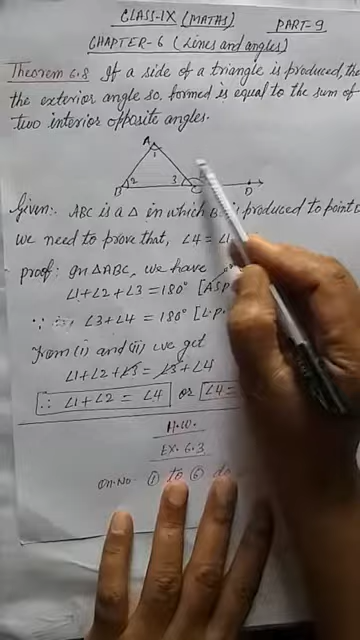 CLASS-IX (MATHS) PART-9
CHAPTER-6 (Lines and angles)
Theorem 6.8 If a side of a triangle is produced, the
the exterior angle so formed is equal to the sum of
two interior opposite angles.
A
1
B 2 3 C D
Given:- ABC is a Δ in which B is produced to point D
we need to prove that, ∠4 = ∠1
proof: In ΔABC, we have
∠1+∠2+∠3 = 180° [ASP
∠3+∠4 = 180° [L.P.
From (i) and (ii) we get
∠1+∠2+∠3 = ∠3+∠4
∴ ∠1+∠2 = ∠4 or ∠4 =
H.W.
EX. 6.3
Qn. No. ① to ⑥ do